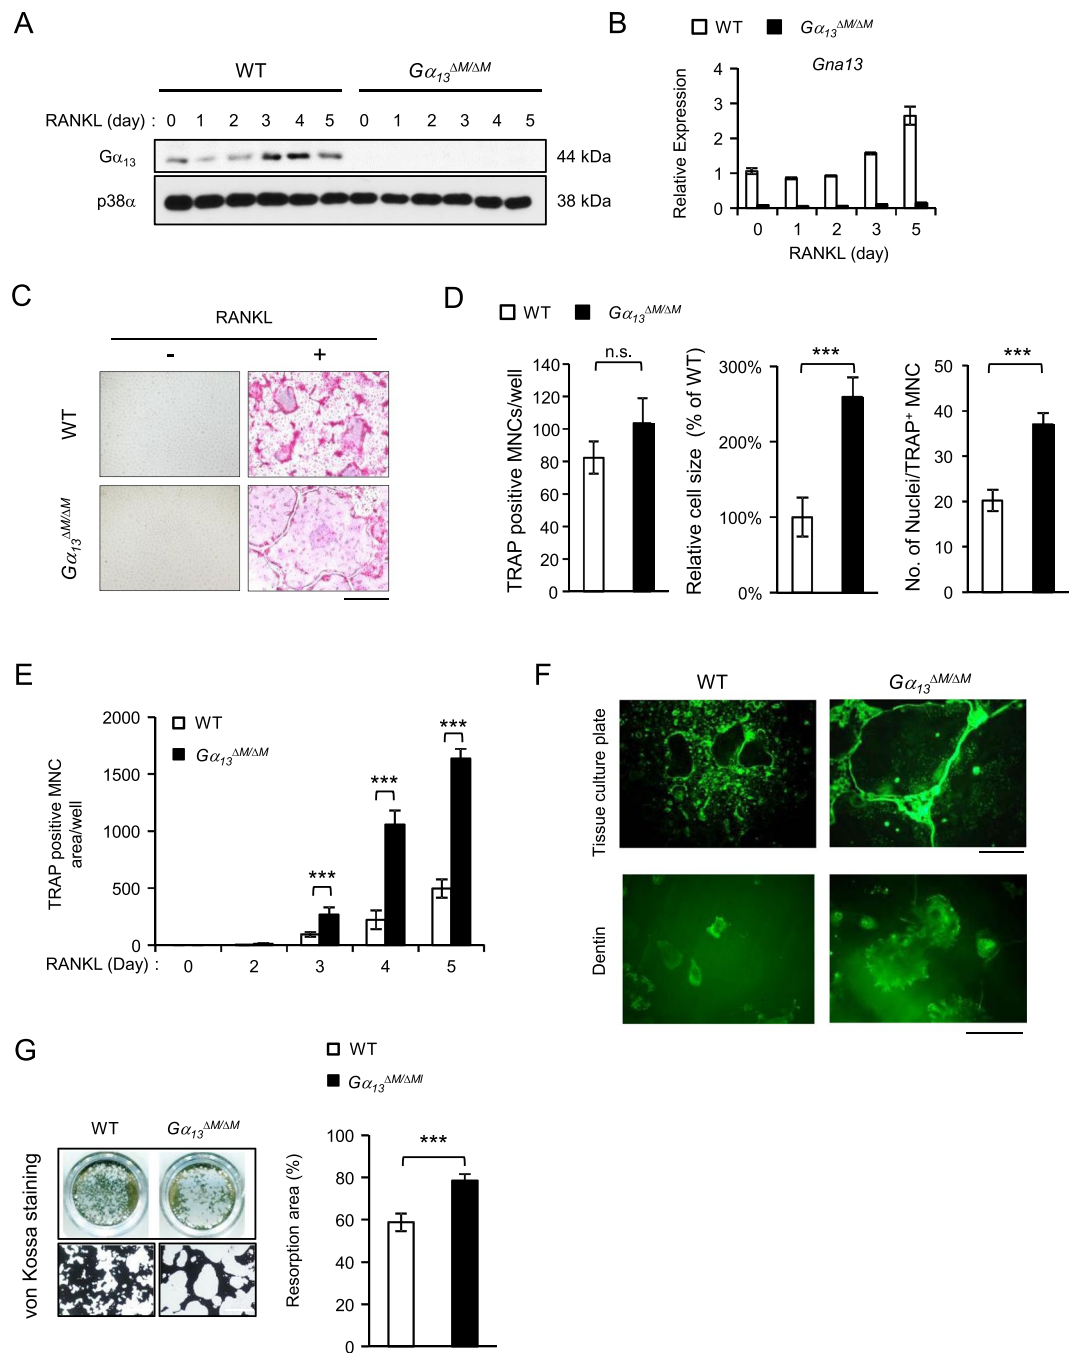 A
WT
Gα13ΔM/ΔM
RANKL (day) : 0 1 2 3 4 5 0 1 2 3 4 5
Gα13 44 kDa
p38α 38 kDa
B
WT Gα13ΔM/ΔM
Gna13
Relative Expression
4
3
2
1
0
0 1 2 3 5
RANKL (day)
C
RANKL
- +
WT
Gα13ΔM/ΔM
D
WT Gα13ΔM/ΔM
TRAP positive MNCs/well
140
120
100
80
60
40
20
0
n.s.
Relative cell size (% of WT)
300%
200%
100%
0%
***
No. of Nuclei/TRAP+ MNC
50
40
30
20
10
0
***
E
WT
Gα13ΔM/ΔM
TRAP positive MNC
area/well
2000
1500
1000
500
0
***
***
***
RANKL (Day) : 0 2 3 4 5
F
WT Gα13ΔM/ΔM
Tissue culture plate
Dentin
G
WT
Gα13ΔM/ΔMl
WT Gα13ΔM/ΔM
von Kossa staining
Resorption area (%)
100
80
60
40
20
0
***